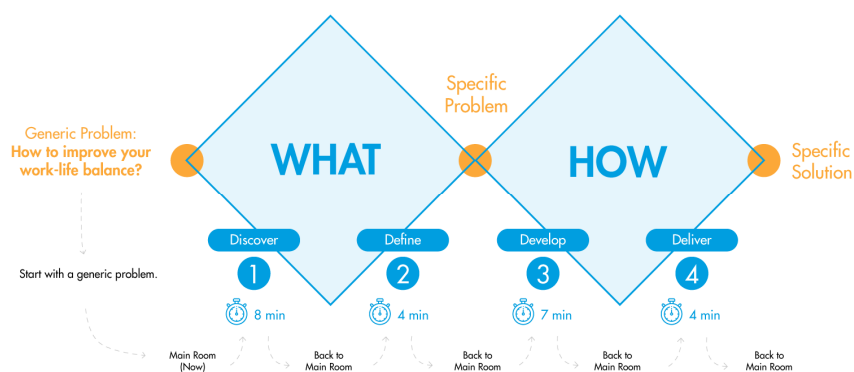 Specific
Problem
Generic Problem:
How to improve your
work-life balance?
WHAT
HOW
Specific
Solution
Discover
Define
Develop
Deliver
1
2
3
4
Start with a generic problem.
8 min
4 min
7 min
4 min
Main Room
(Now)
Back to
Main Room
Back to
Main Room
Back to
Main Room
Back to
Main Room